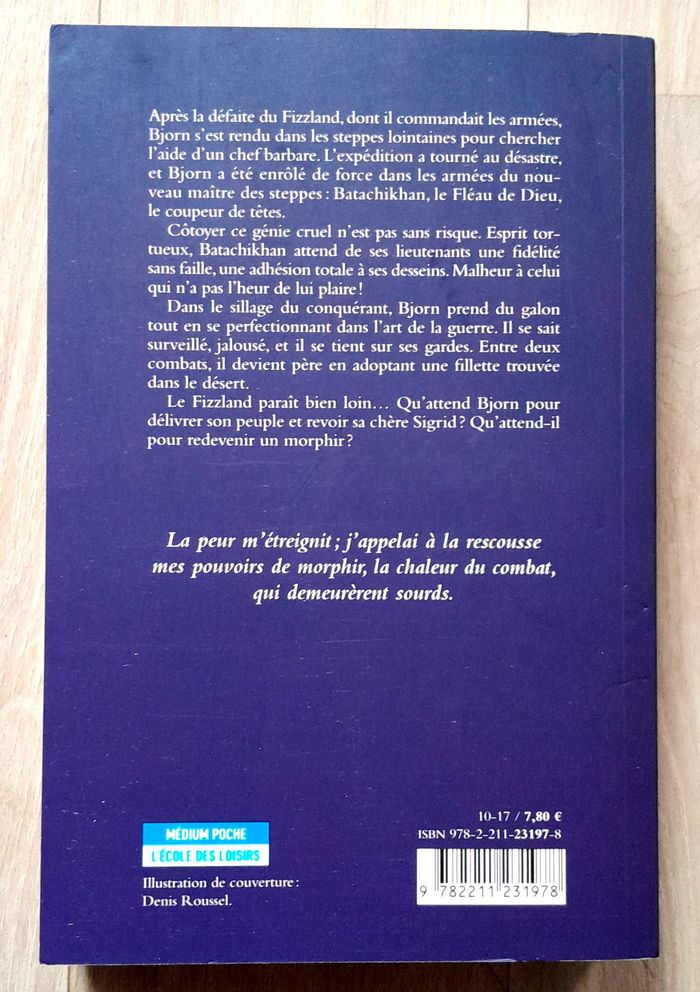 Après la défaite du Fizzland, dont il commandait les armées,
Bjorn s'est rendu dans les steppes lointaines pour chercher
l'aide d'un chef barbare. L'expédition a tourné au désastre,
et Bjorn a été enrôlé de force dans les armées du nou-
veau maître des steppes : Batachikhan, le Fléau de Dieu,
le coupeur de têtes.
Côtoyer ce génie cruel n'est pas sans risque. Esprit tor-
tueux, Batachikhan attend de ses lieutenants une fidélité
sans faille, une adhésion totale à ses desseins. Malheur à celui
qui n'a pas l'heur de lui plaire !
Dans le sillage du conquérant, Bjorn prend du galon
tout en se perfectionnant dans l'art de la guerre. Il se sait
surveillé, jalousé, et il se tient sur ses gardes. Entre deux
combats, il devient père en adoptant une fillette trouvée
dans le désert.
Le Fizzland paraît bien loin… Qu'attend Bjorn pour
délivrer son peuple et revoir sa chère Sigrid ? Qu'attend-il
pour redevenir un morphir ?
La peur m'étreignit ; j'appelai à la rescousse
mes pouvoirs de morphir, la chaleur du combat,
qui demeurèrent sourds.
10-17 / 7,80 €
ISBN 978-2-211-23197-8
MÉDIUM POCHE
L'ÉCOLE DES LOISIRS
Illustration de couverture :
Denis Roussel.
9 782211 231978